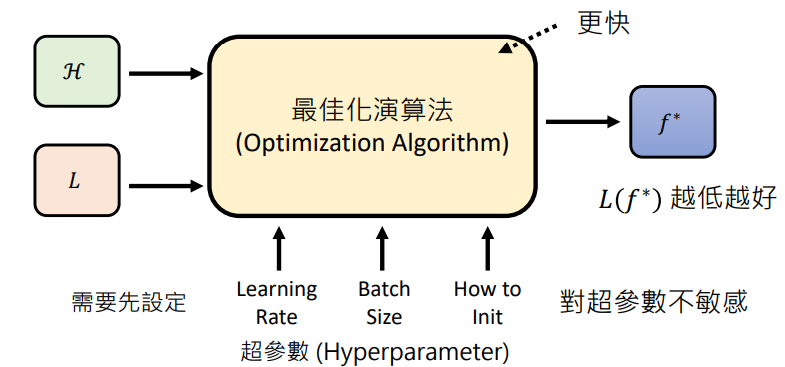 更快
ℋ
最佳化演算法
(Optimization Algorithm)
f*
L
L(f*) 越低越好
需要先設定
Learning Rate
Batch Size
How to Init
對超參數不敏感
超參數 (Hyperparameter)